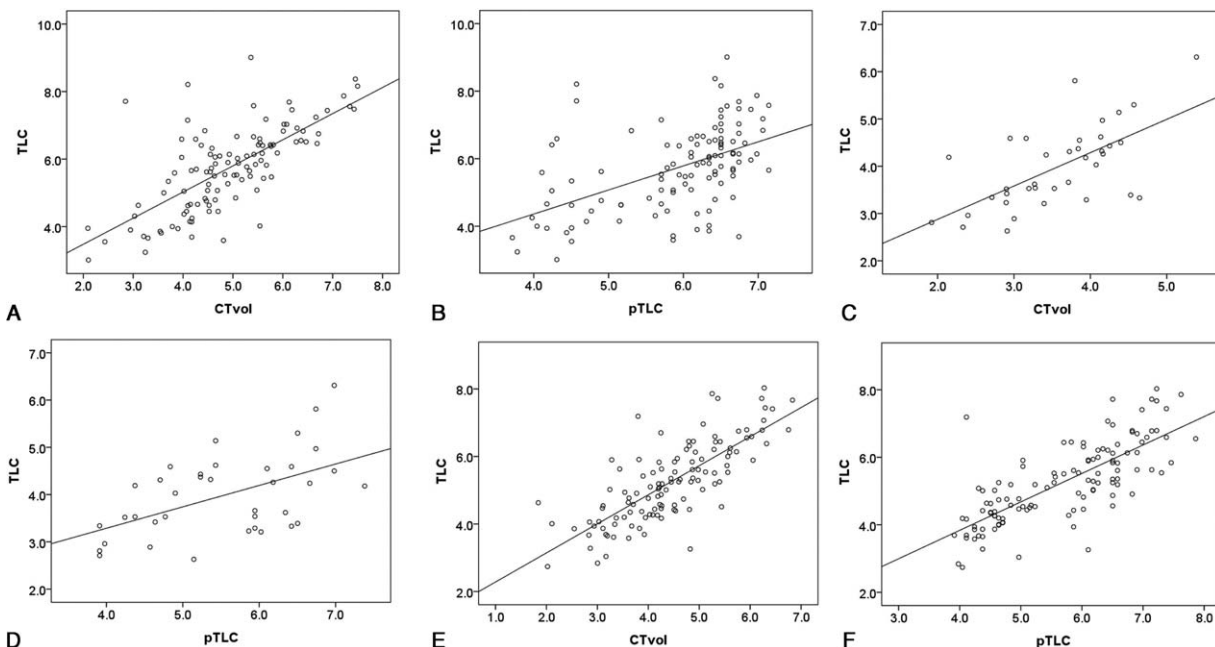 10.0
8.0
6.0
4.0
TLC
2.0 3.0 4.0 5.0 6.0 7.0 8.0
CTvol
A
10.0
8.0
6.0
4.0
TLC
4.0 5.0 6.0 7.0
pTLC
B
7.0
6.0
5.0
4.0
3.0
2.0
TLC
2.0 3.0 4.0 5.0
CTvol
C
7.0
6.0
5.0
4.0
3.0
2.0
TLC
4.0 5.0 6.0 7.0
pTLC
D
8.0
6.0
4.0
2.0
TLC
1.0 2.0 3.0 4.0 5.0 6.0 7.0
CTvol
E
8.0
6.0
4.0
2.0
TLC
3.0 4.0 5.0 6.0 7.0 8.0
pTLC
F